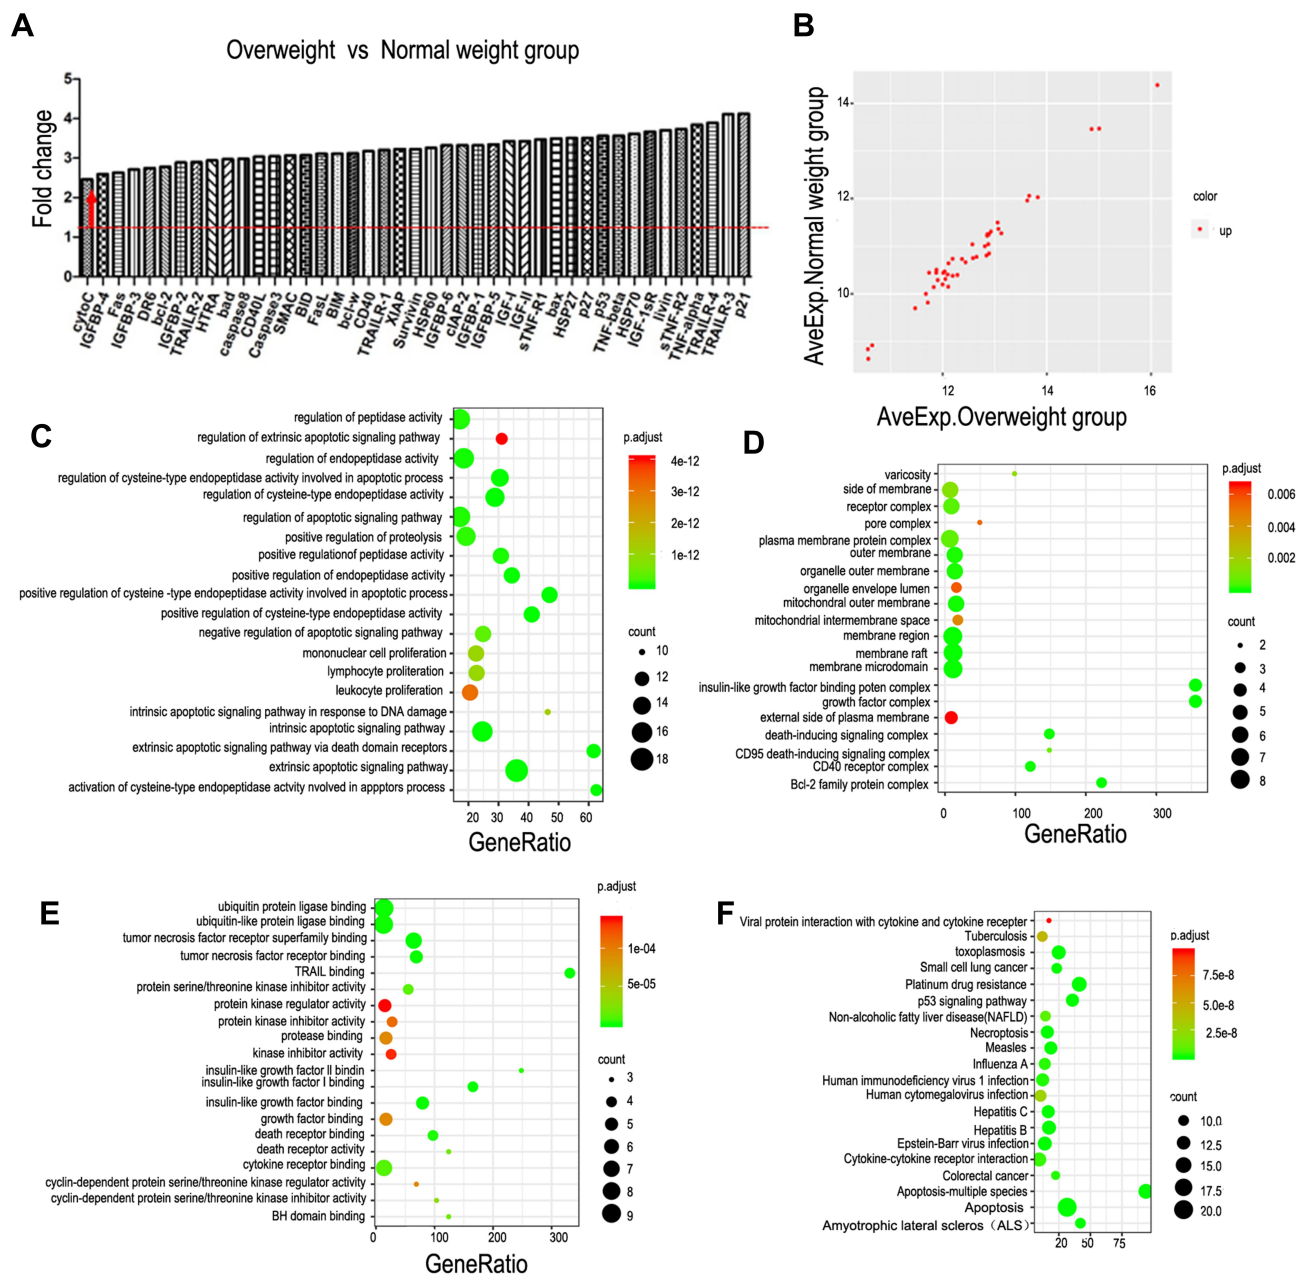 A
Overweight vs Normal weight group
Fold change
5
4
3
2
1
0
cytoC
IGFBP-4
Fas
IGFBP-3
DR6
bcl-2
IGFBP-2
TRAILR-2
HTRA
bad
caspase8
CD40L
Caspase3
SMAC
BID
FasL
BIM
bcl-w
CD40
TRAILR-1
XIAP
Survivin
HSP60
IGFBP-6
cIAP-2
IGFBP-1
IGFBP-5
IGF-I
IGF-II
sTNF-R1
bax
HSP27
p27
p53
TNF-beta
HSP70
IGF-1sR
livin
sTNF-R2
TNF-alpha
TRAILR-4
TRAILR-3
p21
B
AveExp.Normal weight group
14
12
10
12
14
16
AveExp.Overweight group
color
up
C
regulation of peptidase activity
regulation of extrinsic apoptotic signaling pathway
regulation of endopeptidase activity
regulation of cysteine-type endopeptidase activity involved in apoptotic process
regulation of cysteine-type endopeptidase activity
regulation of apoptotic signaling pathway
positive regulation of proteolysis
positive regulationof peptidase activity
positive regulation of endopeptidase activity
positive regulation of cysteine -type endopeptidase activity involved in apoptotic process
positive regulation of cysteine-type endopeptidase activity
negative regulation of apoptotic signaling pathway
mononuclear cell proliferation
lymphocyte proliteration
leukocyte proliferation
intrinsic apoptotic signaling pathway in response to DNA damage
intrinsic apoptotic signaling pathway
extrinsic apoptotic signaling pathway via death domain receptors
extrinsic apoptotic signaling pathway
activation of cysteine-type endopeptidase actvity nvolved in appptors process
20
30
40
50
60
GeneRatio
p.adjust
4e-12
3e-12
2e-12
1e-12
count
10
12
14
16
18
D
varicosity
side of membrane
receptor complex
pore complex
plasma membrane protein complex
outer membrane
organelle outer membrane
organelle envelope lumen
mitochondral outer membrane
mitochondrial intermembrane space
membrane region
membrane raft
membrane microdomain
insulin-like growth factor binding poten complex
growth factor complex
external side of plasma membrane
death-inducing signaling complex
CD95 death-inducing signaling complex
CD40 receptor complex
Bcl-2 family protein complex
0
100
200
300
GeneRatio
p.adjust
0.006
0.004
0.002
count
2
3
4
5
6
7
8
E
ubiquitin protein ligase binding
ubiquitin-like protein ligase binding
tumor necrosis factor receptor superfamily binding
tumor necrosis factor receptor binding
TRAIL binding
protein serine/threonine kinase inhibitor activity
protein kinase regulator activity
protein kinase inhibitor activity
protease binding
kinase inhibitor activity
insulin-like growth factor II bindin
insulin-like growth factor I binding
insulin-like growth factor binding
growth factor binding
death receptor binding
death receptor activity
cytokine receptor binding
cyclin-dependent protein serine/threonine kinase regulator activity
cyclin-dependent protein serine/threonine kinase inhibitor activity
BH domain binding
0
100
200
300
GeneRatio
p.adjust
1e-04
5e-05
count
3
4
5
6
7
8
9
F
Viral protein interaction with cytokine and cytokine recepter
Tuberculosis
toxoplasmosis
Small cell lung cancer
Platinum drug resistance
p53 signaling pathway
Non-alcoholic fatty liver disease(NAFLD)
Necroptosis
Measles
Influenza A
Human immunodeficiency virus 1 infection
Human cytomegalovirus infection
Hepatitis C
Hepatitis B
Epstein-Barr virus infection
Cytokine-cytokine receptor interaction
Colorectal cancer
Apoptosis-multiple species
Apoptosis
Amyotrophic lateral scleros（ALS）
20
50
75
p.adjust
7.5e-8
5.0e-8
2.5e-8
count
10.0
12.5
15.0
17.5
20.0